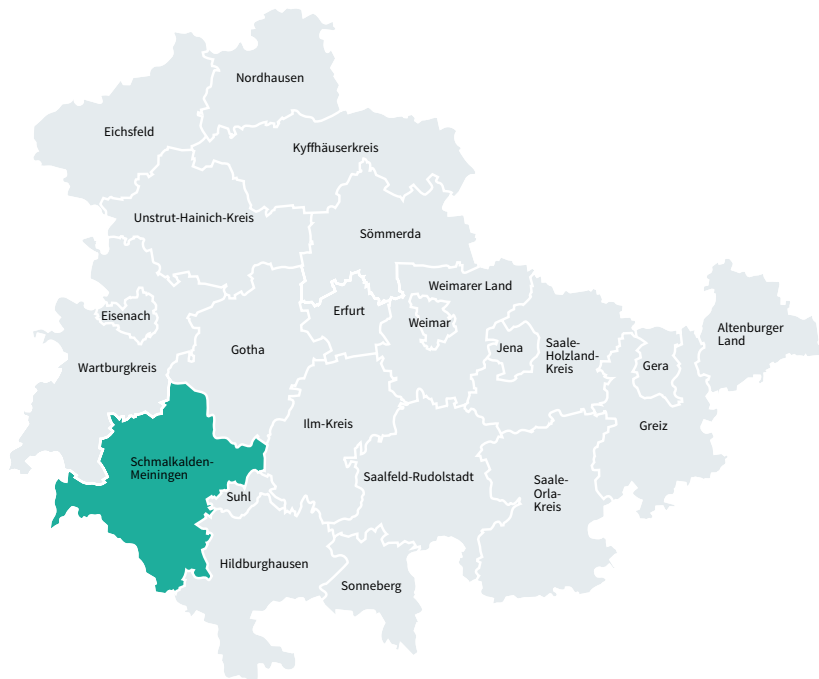 Nordhausen
Eichsfeld
Kyffhäuserkreis
Unstrut-Hainich-Kreis
Sömmerda
Weimarer Land
Eisenach
Erfurt
Weimar
Altenburger
Land
Gotha
Jena
Saale-
Holzland-
Kreis
Wartburgkreis
Gera
Ilm-Kreis
Greiz
Schmalkalden-
Meiningen
Saalfeld-Rudolstadt
Saale-
Orla-
Kreis
Suhl
Hildburghausen
Sonneberg